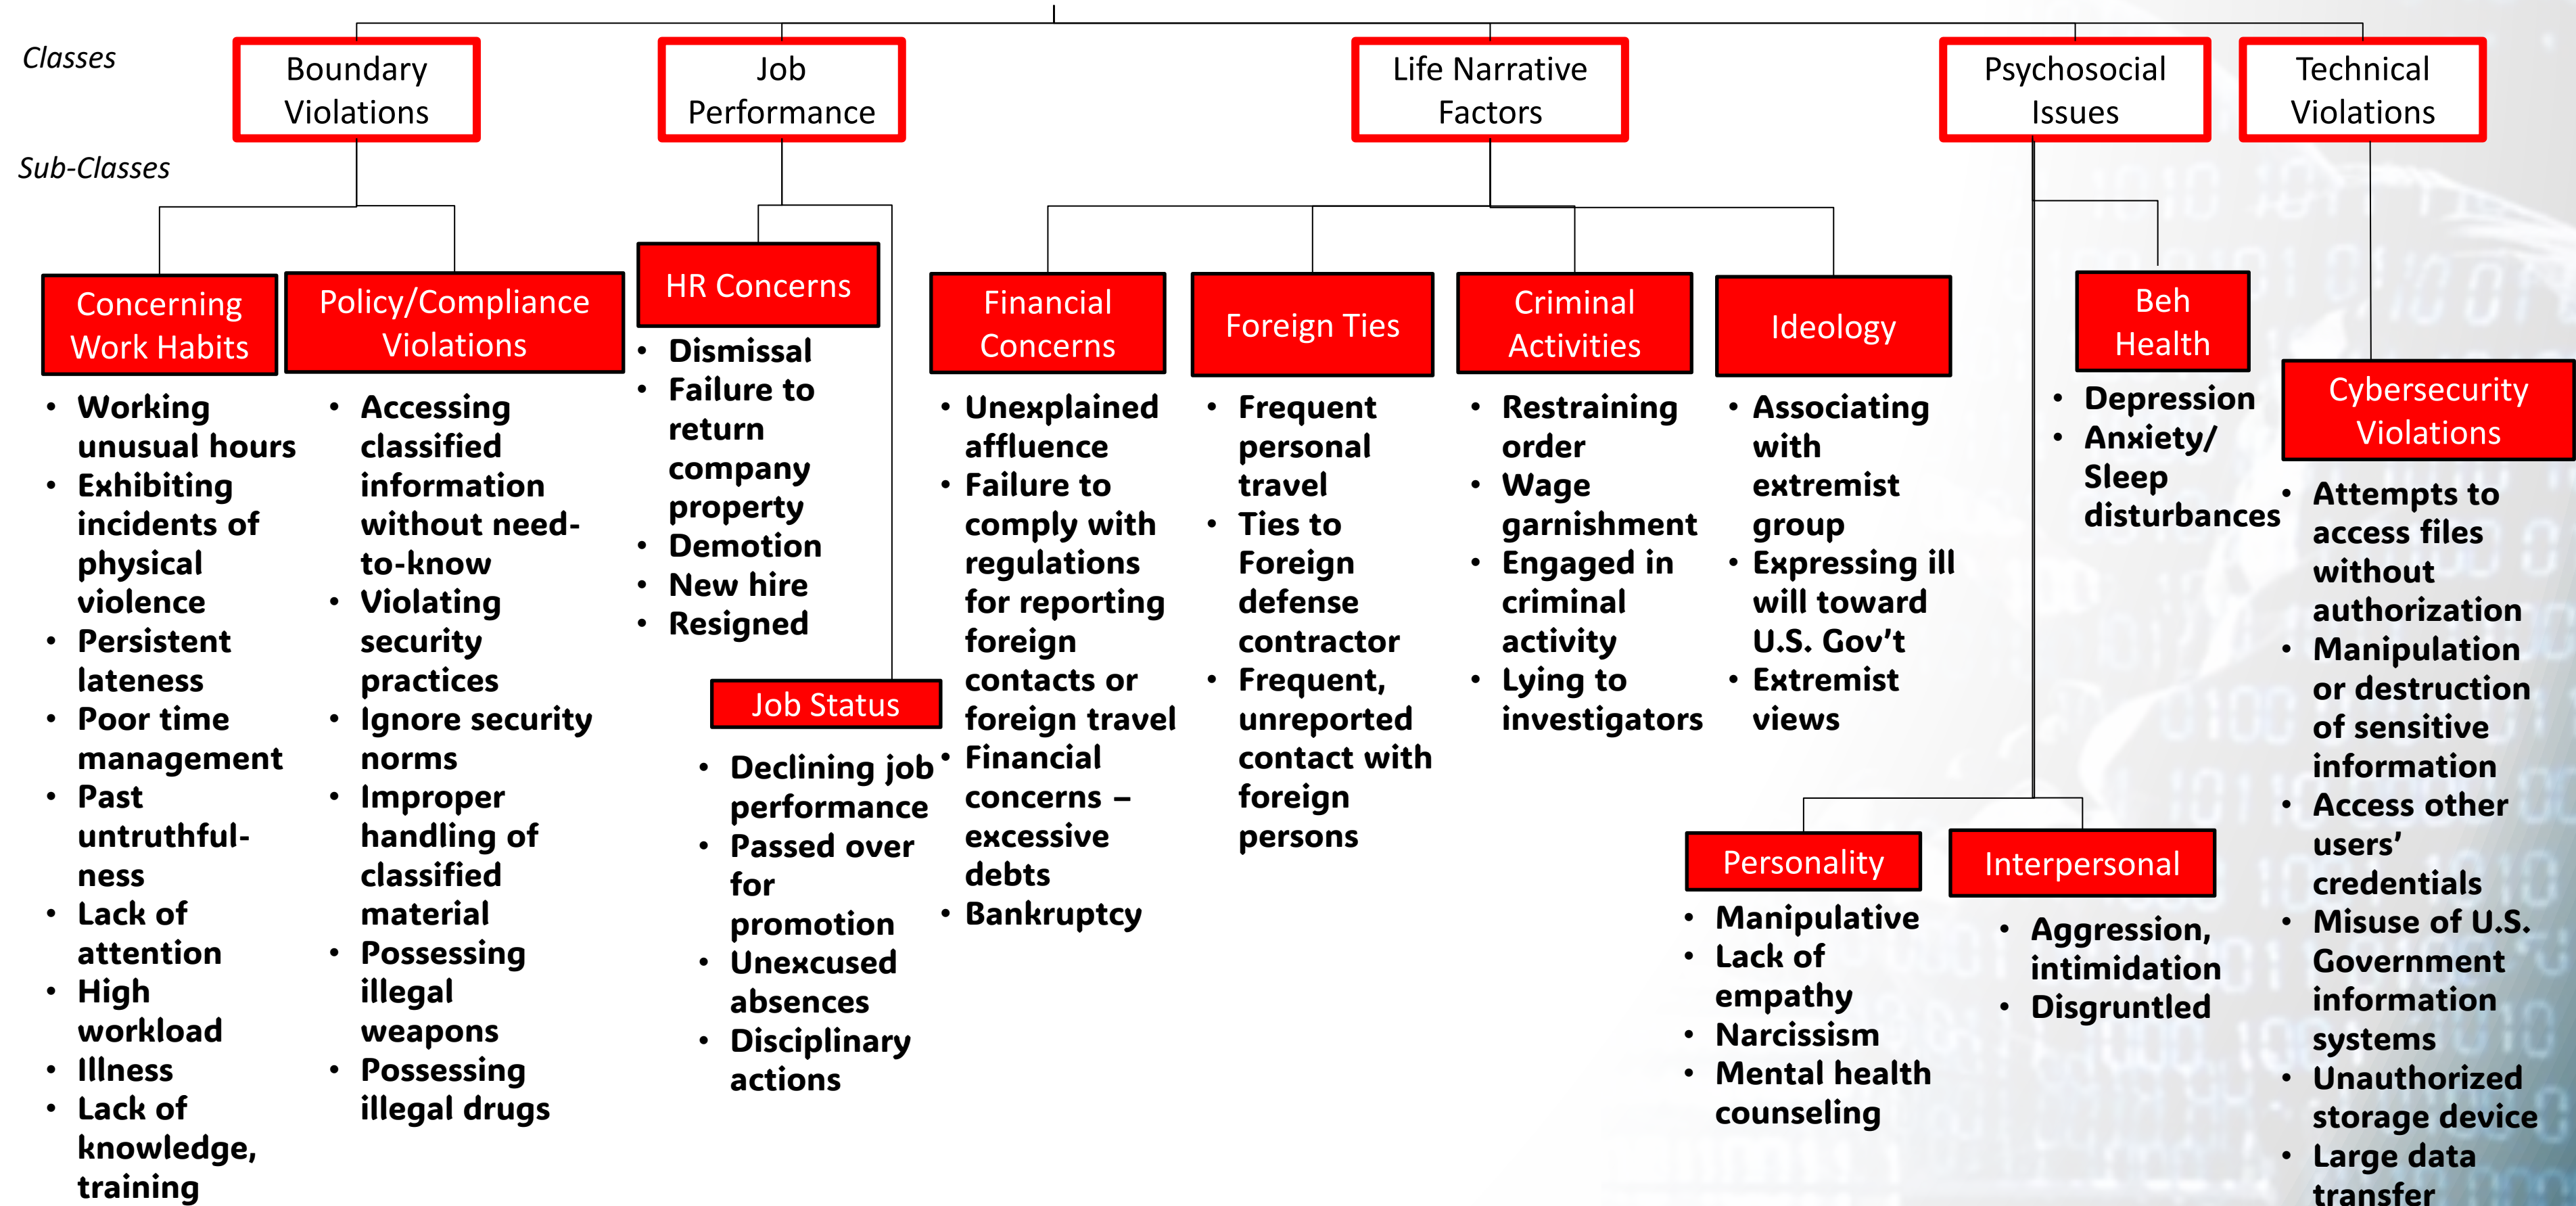 Classes
Boundary
Violations
Job
Performance
Life Narrative
Factors
Psychosocial
Issues
Technical
Violations
Sub-Classes
Concerning
Work Habits
• Working
unusual hours
• Exhibiting
incidents of
physical
violence
• Persistent
lateness
• Poor time
management
• Past
untruthful-
ness
• Lack of
attention
• High
workload
• Illness
• Lack of
knowledge,
training
Policy/Compliance
Violations
• Accessing
classified
information
without need-
to-know
• Violating
security
practices
• Ignore security
norms
• Improper
handling of
classified
material
• Possessing
illegal
weapons
• Possessing
illegal drugs
HR Concerns
• Dismissal
• Failure to
return
company
property
• Demotion
• New hire
• Resigned
Job Status
• Declining job
performance
• Passed over
for
promotion
• Unexcused
absences
• Disciplinary
actions
Financial
Concerns
• Unexplained
affluence
• Failure to
comply with
regulations
for reporting
foreign
contacts or
foreign travel
• Financial
concerns –
excessive
debts
• Bankruptcy
Foreign Ties
• Frequent
personal
travel
• Ties to
Foreign
defense
contractor
• Frequent,
unreported
contact with
foreign
persons
Criminal
Activities
• Restraining
order
• Wage
garnishment
• Engaged in
criminal
activity
• Lying to
investigators
Ideology
• Associating
with
extremist
group
• Expressing ill
will toward
U.S. Gov’t
• Extremist
views
Beh
Health
• Depression
• Anxiety/
Sleep
disturbances
Personality
• Manipulative
• Lack of
empathy
• Narcissism
• Mental health
counseling
Interpersonal
• Aggression,
intimidation
• Disgruntled
Cybersecurity
Violations
• Attempts to
access files
without
authorization
• Manipulation
or destruction
of sensitive
information
• Access other
users’
credentials
• Misuse of U.S.
Government
information
systems
• Unauthorized
storage device
• Large data
transfer